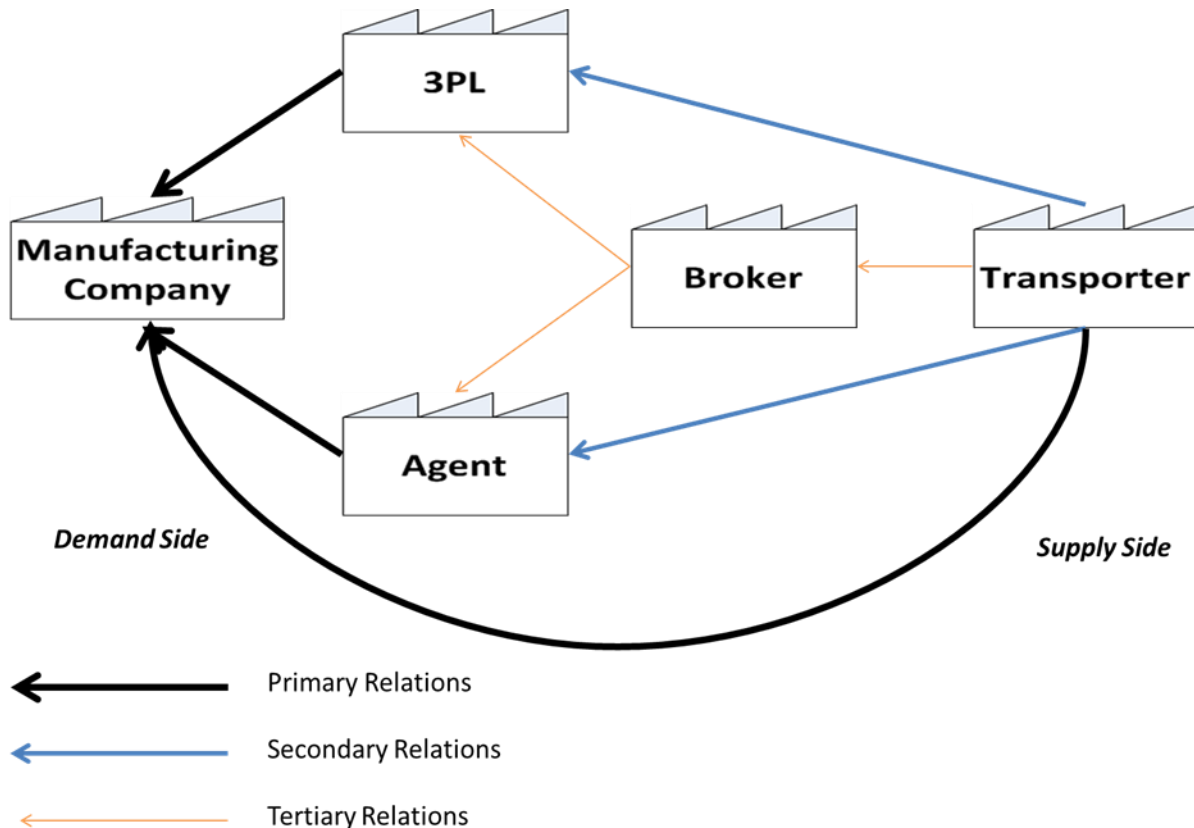 3PL
Manufacturing
Company
Broker
Transporter
Agent
Demand Side
Supply Side
Primary Relations
Secondary Relations
Tertiary Relations